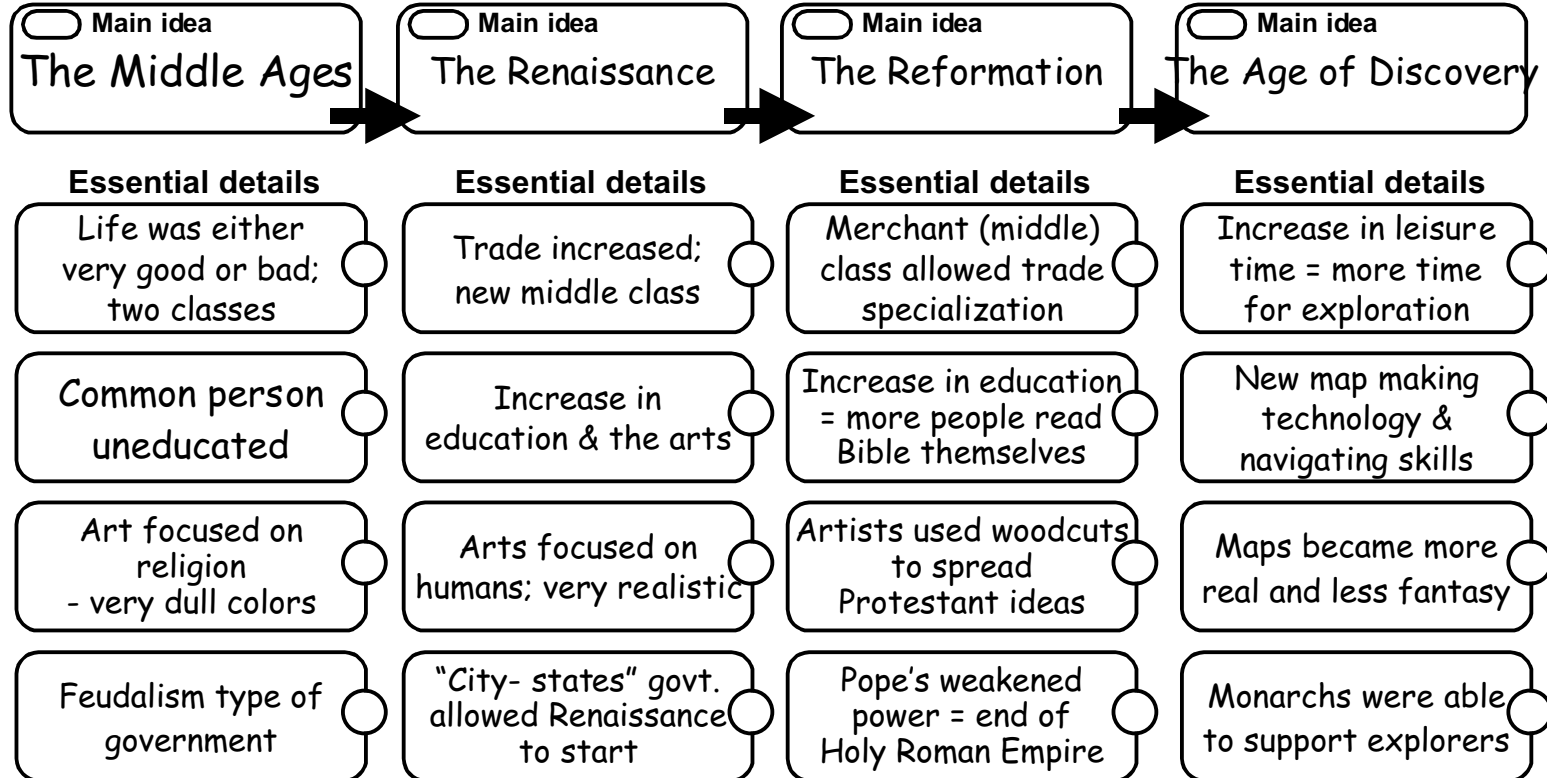 Main idea
The Middle Ages
Main idea
The Renaissance
Main idea
The Reformation
Main idea
The Age of Discovery
Essential details
Life was either
very good or bad;
two classes
Common person
uneducated
Art focused on
religion
- very dull colors
Feudalism type of
government
Essential details
Trade increased;
new middle class
Increase in
education & the arts
Arts focused on
humans; very realistic
“City- states” govt.
allowed Renaissance
to start
Essential details
Merchant (middle)
class allowed trade
specialization
Increase in education
= more people read
Bible themselves
Artists used woodcuts
to spread
Protestant ideas
Pope’s weakened
power = end of
Holy Roman Empire
Essential details
Increase in leisure
time = more time
for exploration
New map making
technology &
navigating skills
Maps became more
real and less fantasy
Monarchs were able
to support explorers